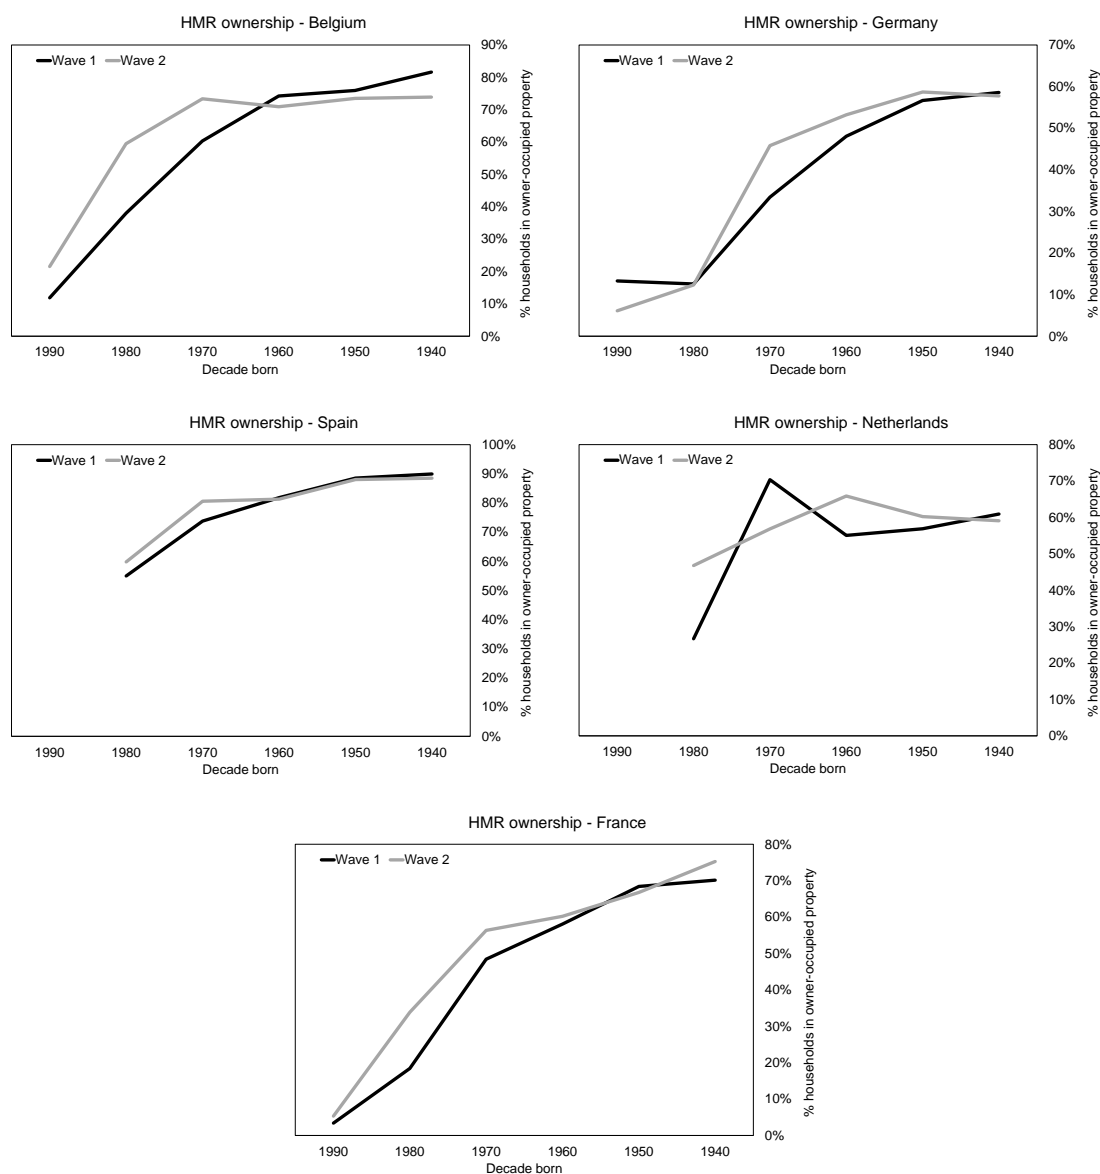 HMR ownership - Belgium
Wave 1 Wave 2
90%
80%
70%
60%
50%
40%
30%
20%
10%
0%
% households in owner-occupied property
1990 1980 1970 1960 1950 1940
Decade born
HMR ownership - Germany
Wave 1 Wave 2
70%
60%
50%
40%
30%
20%
10%
0%
% households in owner-occupied property
1990 1980 1970 1960 1950 1940
Decade born
HMR ownership - Spain
Wave 1 Wave 2
100%
90%
80%
70%
60%
50%
40%
30%
20%
10%
0%
% households in owner-occupied property
1990 1980 1970 1960 1950 1940
Decade born
HMR ownership - Netherlands
Wave 1 Wave 2
80%
70%
60%
50%
40%
30%
20%
10%
0%
% households in owner-occupied property
1990 1980 1970 1960 1950 1940
Decade born
HMR ownership - France
Wave 1 Wave 2
80%
70%
60%
50%
40%
30%
20%
10%
0%
% households in owner-occupied property
1990 1980 1970 1960 1950 1940
Decade born